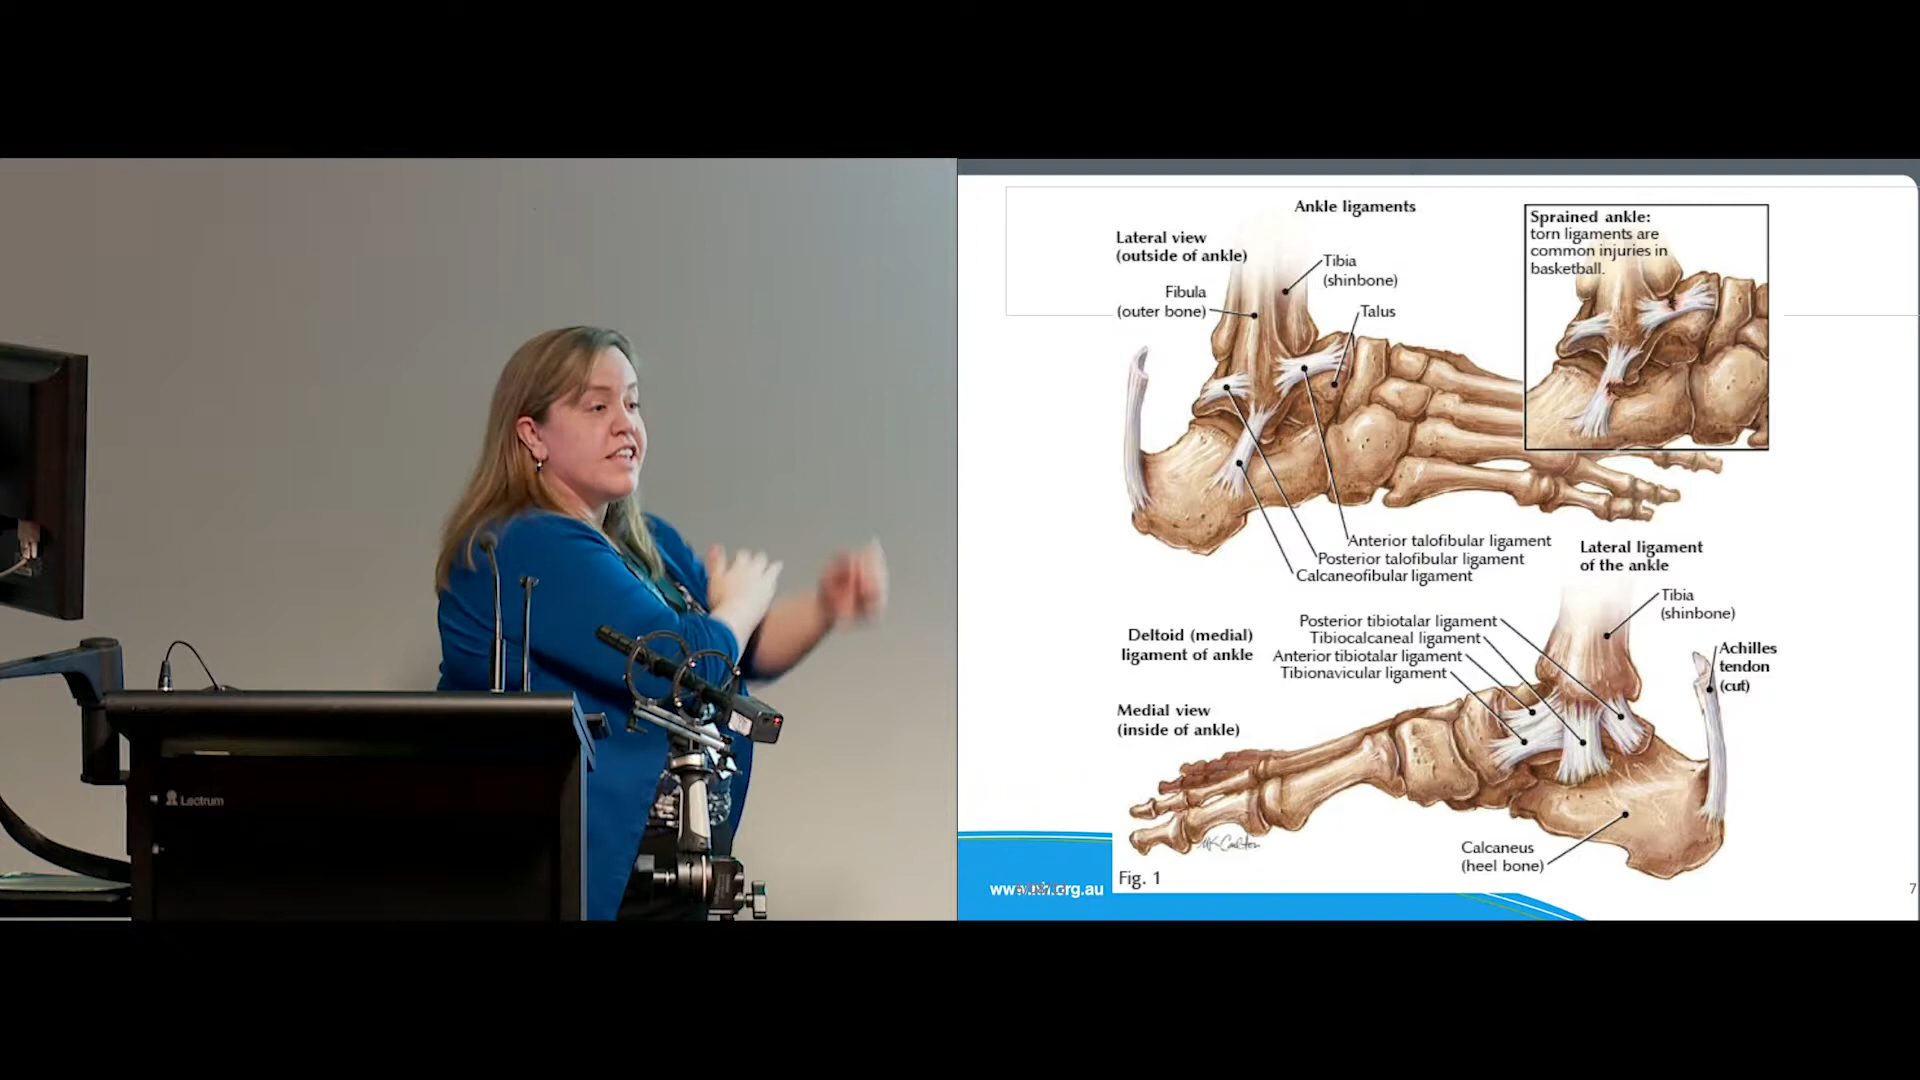 Ankle ligaments
Lateral view
(outside of ankle)
Tibia
(shinbone)
Fibula
(outer bone)
Talus
Sprained ankle:
torn ligaments are
common injuries in
basketball.
Anterior talofibular ligament
Posterior talofibular ligament
Calcaneofibular ligament
Lateral ligament
of the ankle
Tibia
(shinbone)
Posterior tibiotalar ligament
Tibiocalcaneal ligament
Anterior tibiotalar ligament
Tibionavicular ligament
Deltoid (medial)
ligament of ankle
Achilles
tendon
(cut)
Medial view
(inside of ankle)
Calcaneus
(heel bone)
Fig. 1
7
Lectrum